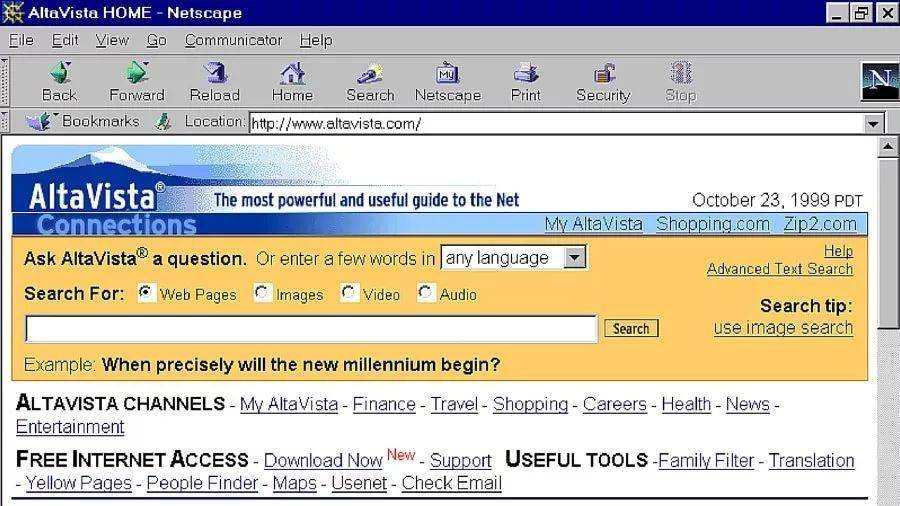 AltaVista HOME - Netscape
File Edit View Go Communicator Help
My
N
Back Forward Reload Home Search Netscape Print Security Stop
Bookmarks Location: http://www.altavista.com/
AltaVista® The most powerful and useful guide to the Net October 23, 1999 PDT
Connections My AltaVista Shopping.com Zip2.com
Ask AltaVista® a question. Or enter a few words in any language Help
Advanced Text Search
Search For: Web Pages Images Video Audio
Search tip:
Search use image search
Example: When precisely will the new millennium begin?
ALTAVISTA CHANNELS - My AltaVista - Finance - Travel - Shopping - Careers - Health - News -
Entertainment
FREE INTERNET ACCESS - Download Now New - Support USEFUL TOOLS -Family Filter - Translation
- Yellow Pages - People Finder - Maps - Usenet - Check Email